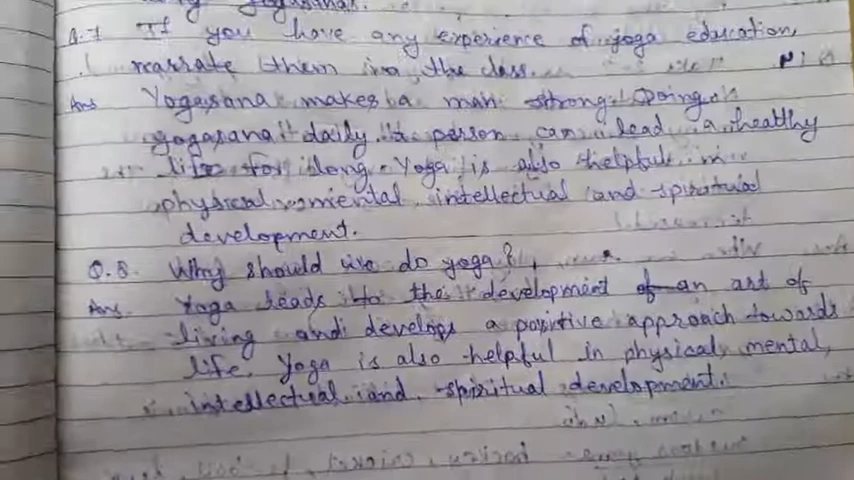 yogasanas.
Q.7 If you have any experience of yoga education,
narrate them in the class.
Ans Yogasana makes a man strong. Doing
yogasana daily a person can lead a healthy
life for long. Yoga is also helpful in
physical, mental, intellectual and spiritual
development.
Q.8. Why should we do yoga?
Ans. Yoga leads to the development of an art of
living and develops a positive approach towards
life. Yoga is also helpful in physical, mental,
intellectual and spiritual development.